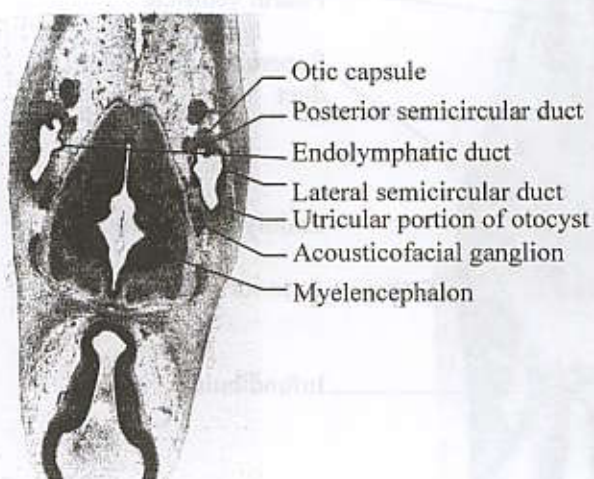 Otic capsule
Posterior semicircular duct
Endolymphatic duct
Lateral semicircular duct
Utricular portion of otocyst
Acousticofacial ganglion
Myelencephalon